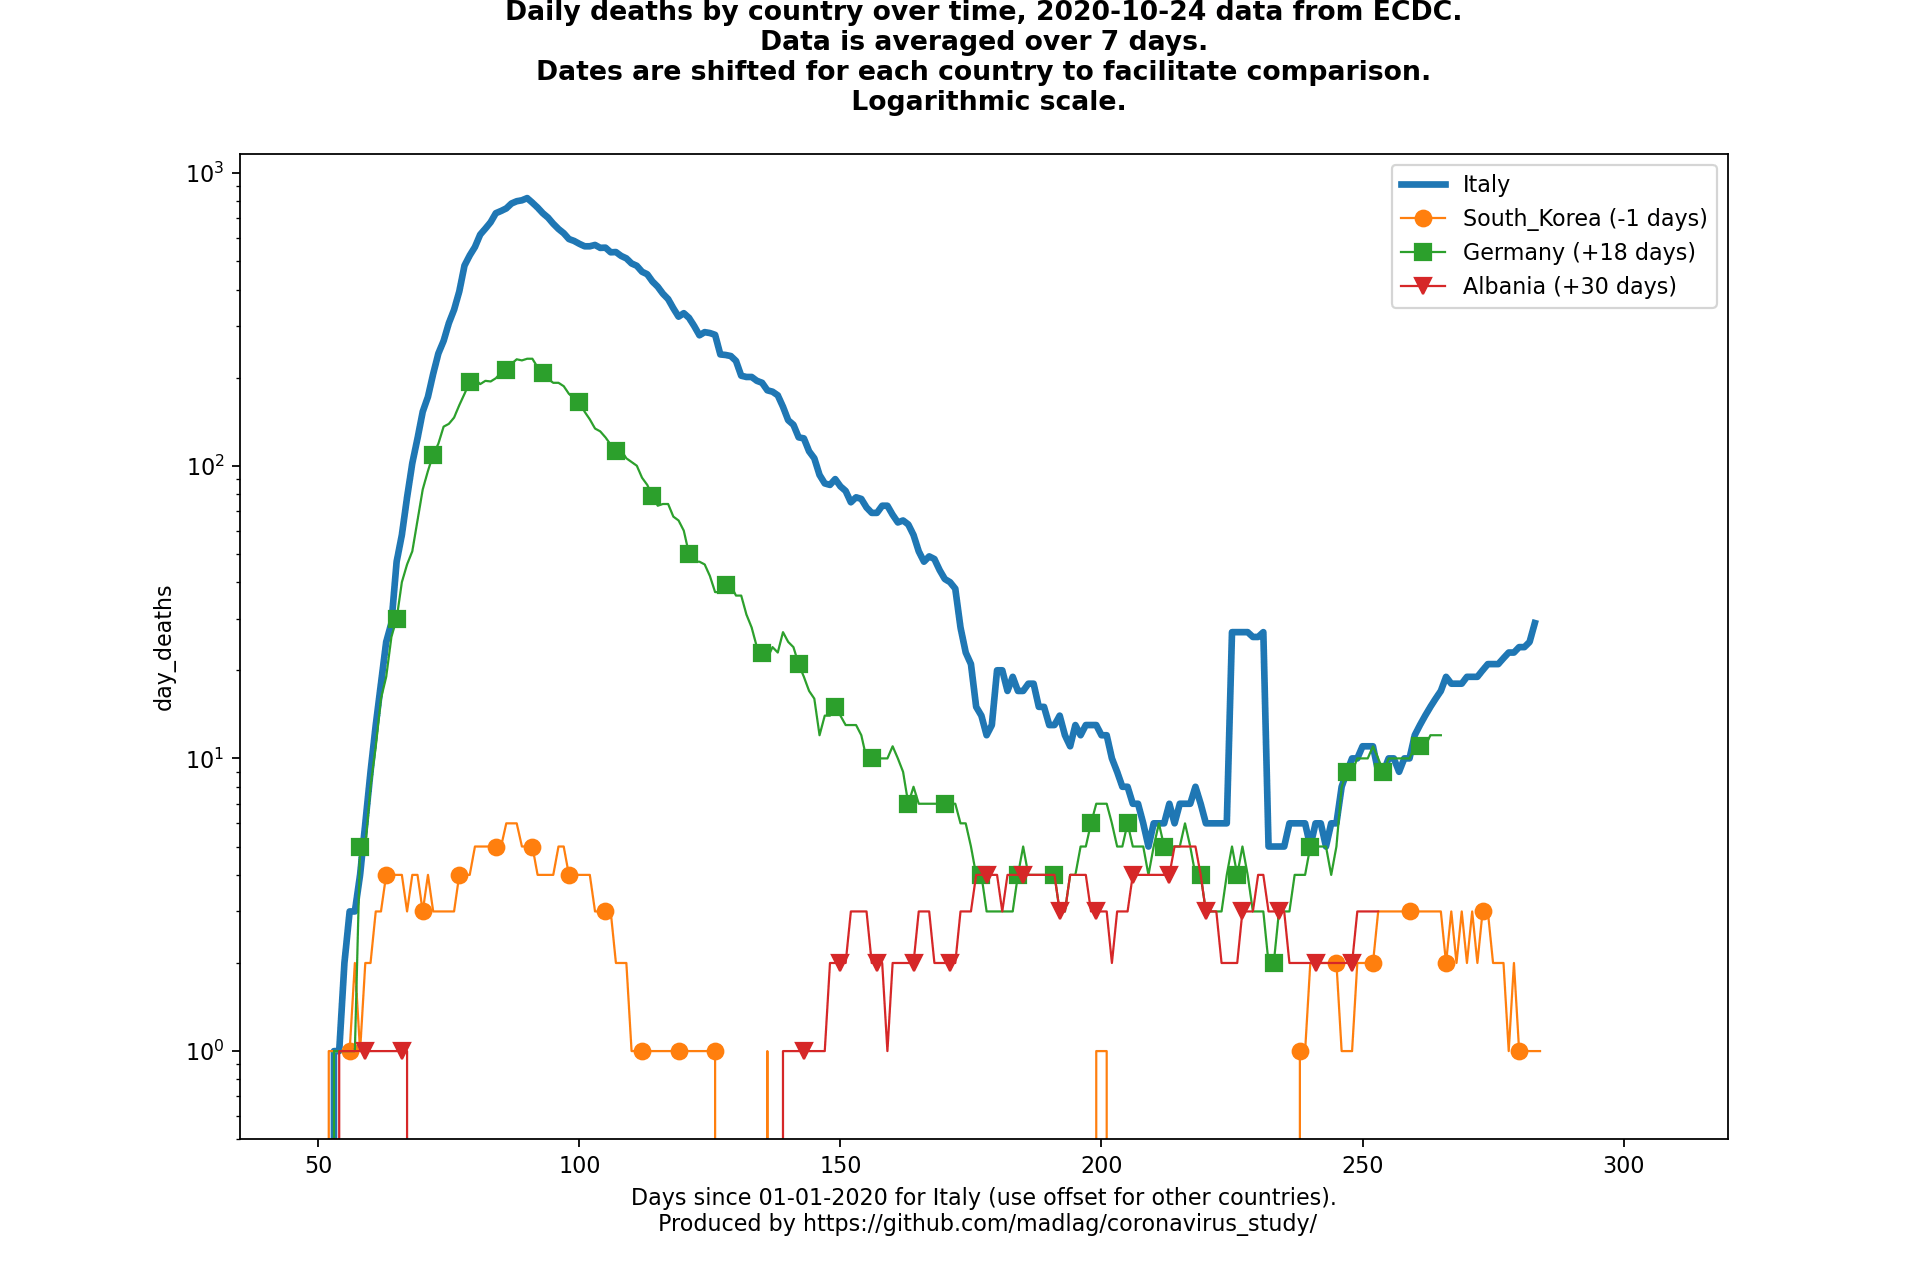 Daily deaths by country over time, 2020-10-24 data from ECDC.
Data is averaged over 7 days.
Dates are shifted for each country to facilitate comparison.
Logarithmic scale.
10³
10²
10¹
10⁰
day_deaths
Italy
South_Korea (-1 days)
Germany (+18 days)
Albania (+30 days)
50 100 150 200 250 300
Days since 01-01-2020 for Italy (use offset for other countries).
Produced by https://github.com/madlag/coronavirus_study/